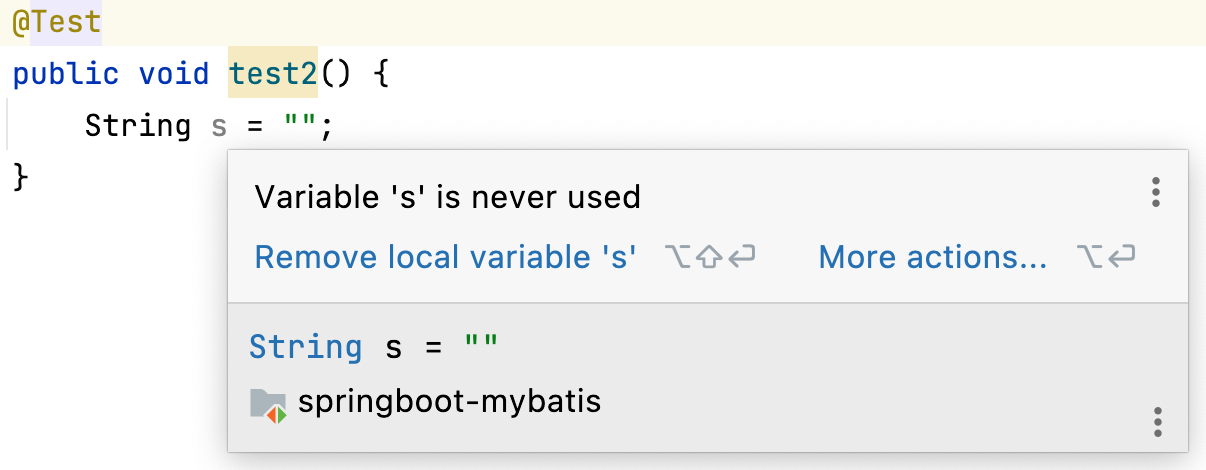 @Test
public void test2() {
    String s = "";
}
Variable 's' is never used
Remove local variable 's' ⌥⇧⏎ More actions... ⌥⏎
String s = ""
springboot-mybatis